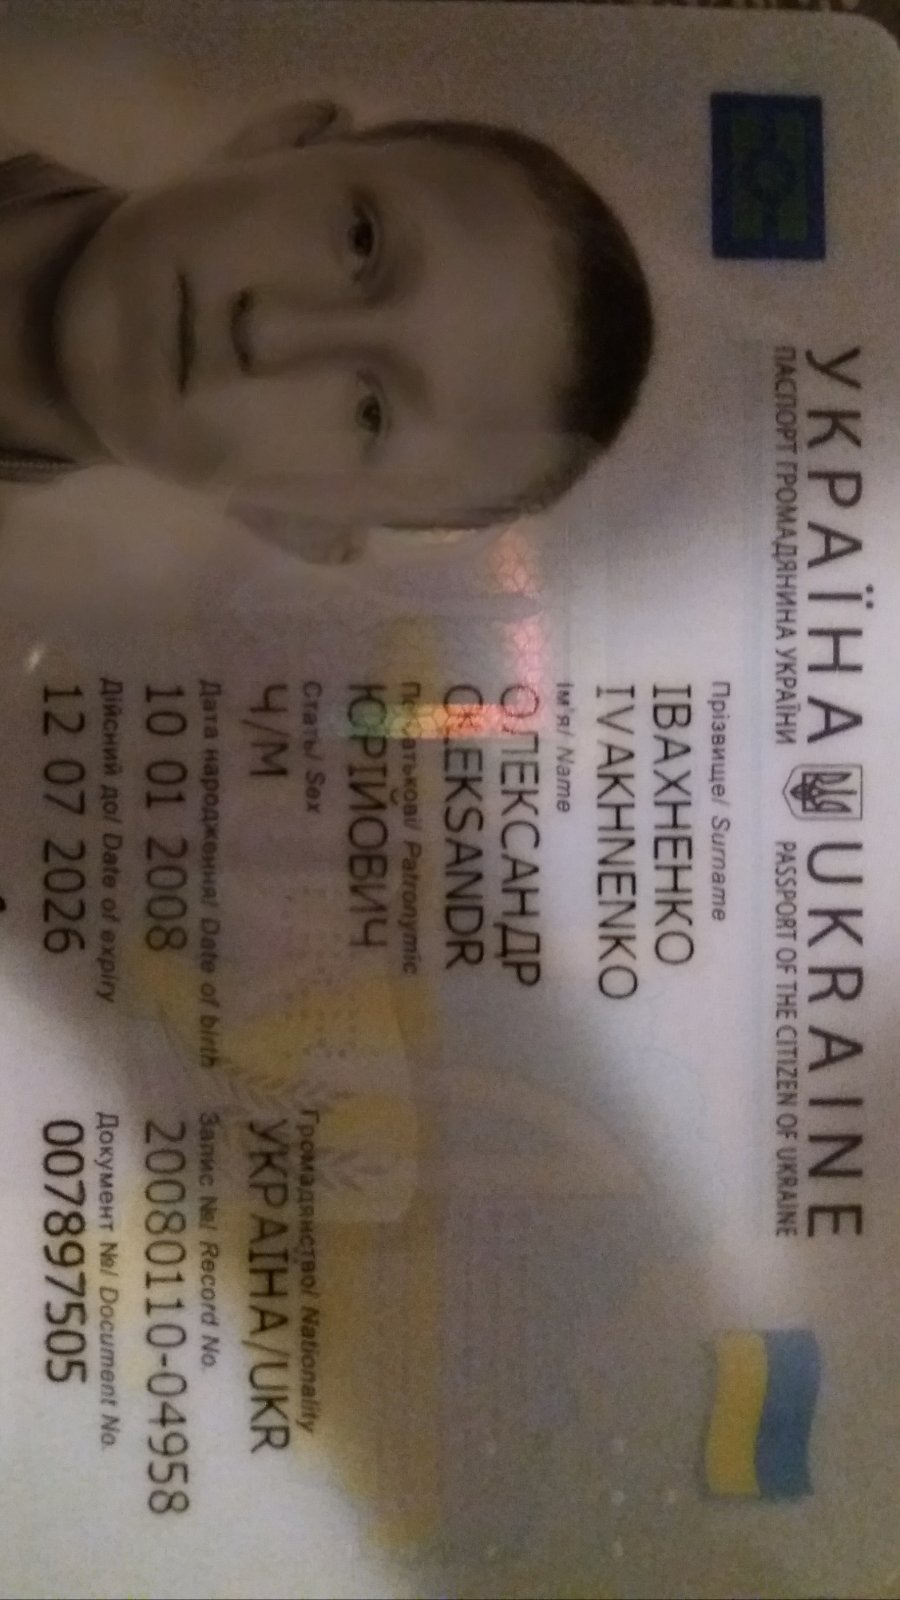 УКРАЇНА UKRAINE
ПАСПОРТ ГРОМАДЯНИНА УКРАЇНИ PASSPORT OF THE CITIZEN OF UKRAINE
Прізвище/ Surname
ІВАХНЕНКО
IVAKHNENKO
Ім'я/ Name
ОЛЕКСАНДР
OLEKSANDR
По батькові/ Patronymic
ЮРІЙОВИЧ
Стать/ Sex
Ч/M
Громадянство/ Nationality
УКРАЇНА/UKR
Дата народження/ Date of birth
10 01 2008
Запис №/ Record No.
20080110-04958
Дійсний до/ Date of expiry
12 07 2026
Документ №/ Document No.
007897505